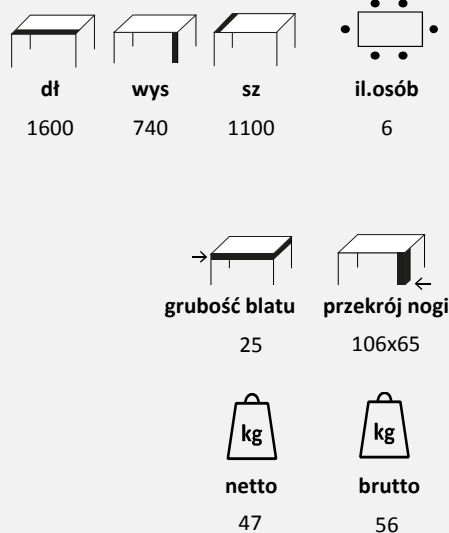 dł wys sz il.osób
1600 740 1100 6
grubość blatu przekrój nogi
25 106x65
kg kg
netto brutto
47 56